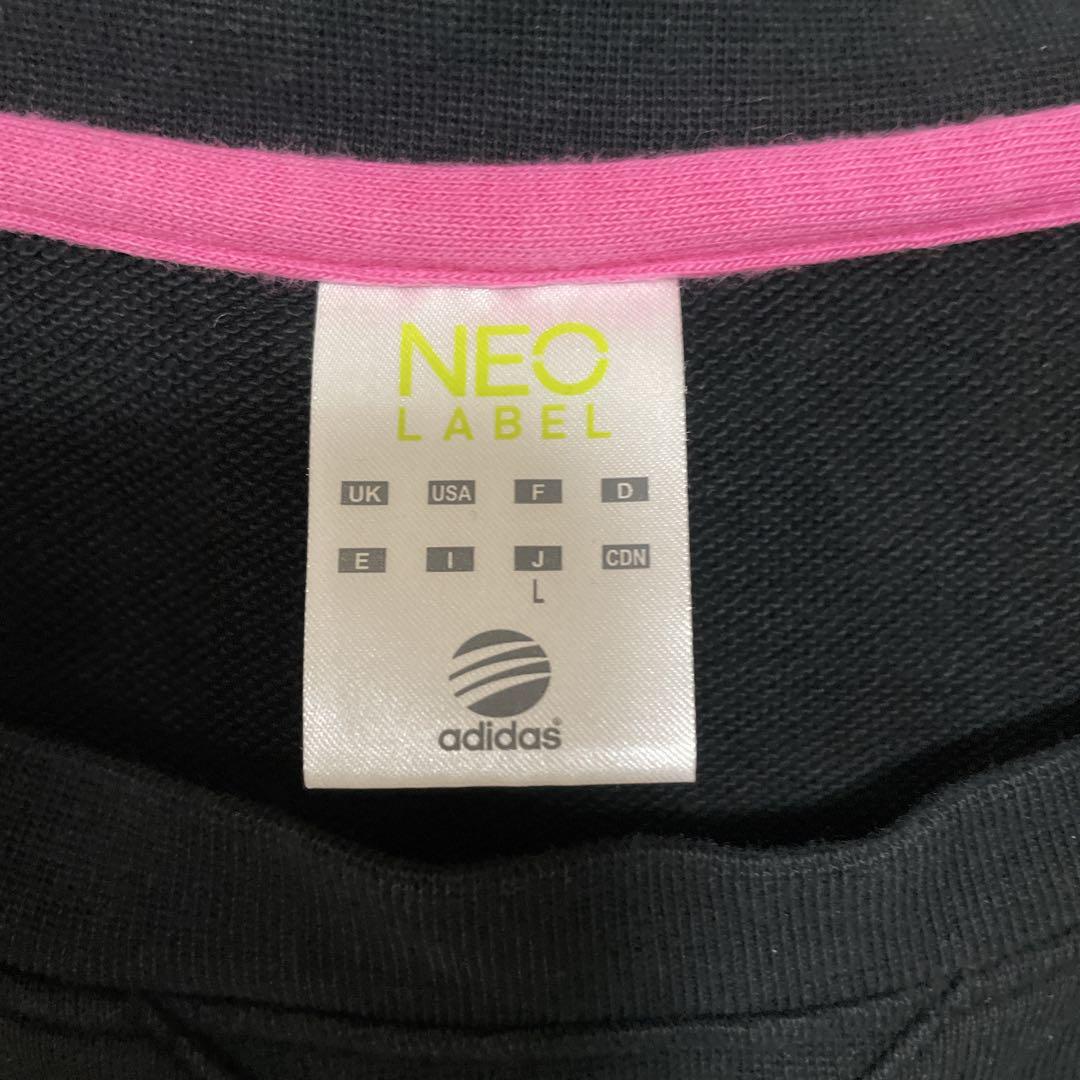 NEO
LABEL
UK USA F D
E I J CDN
L
adidas®